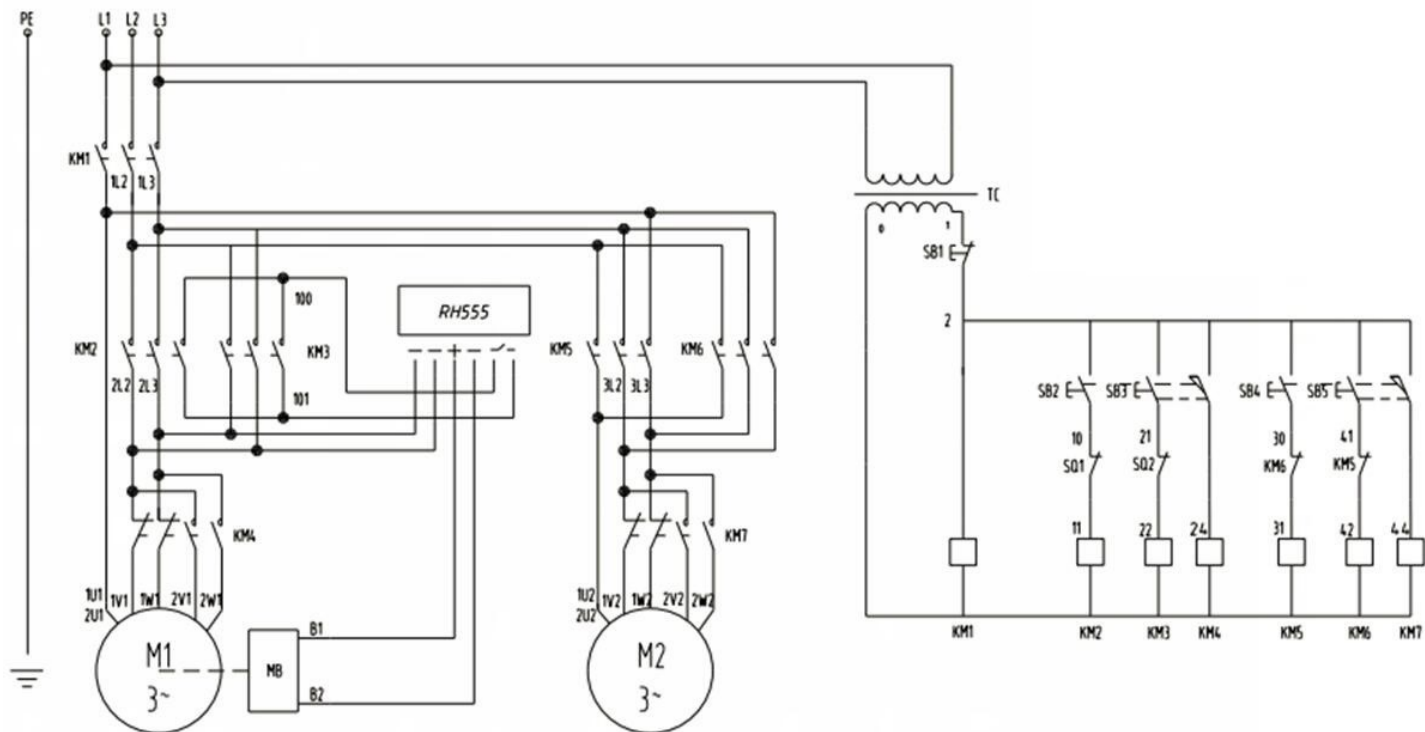 PE L1 L2 L3
KM1
1L2 1L3
TC
0 1
SB1
100
RH555
2
KM2 KM3 KM5 KM6
2L2 2L3 3L2 3L3
SB2 SB3 SB4 SB5
101
10 21 30 41
SQ1 SQ2 KM6 KM5
KM4 KM7
11 22 24 31 42 44
1U1 1V1 1W1 2V1 2W1 1U2 1V2 1W2 2V2 2W2
2U1 2U2
B1
KM1 KM2 KM3 KM4 KM5 KM6 KM7
M1 MB M2
3~ 3~
B2